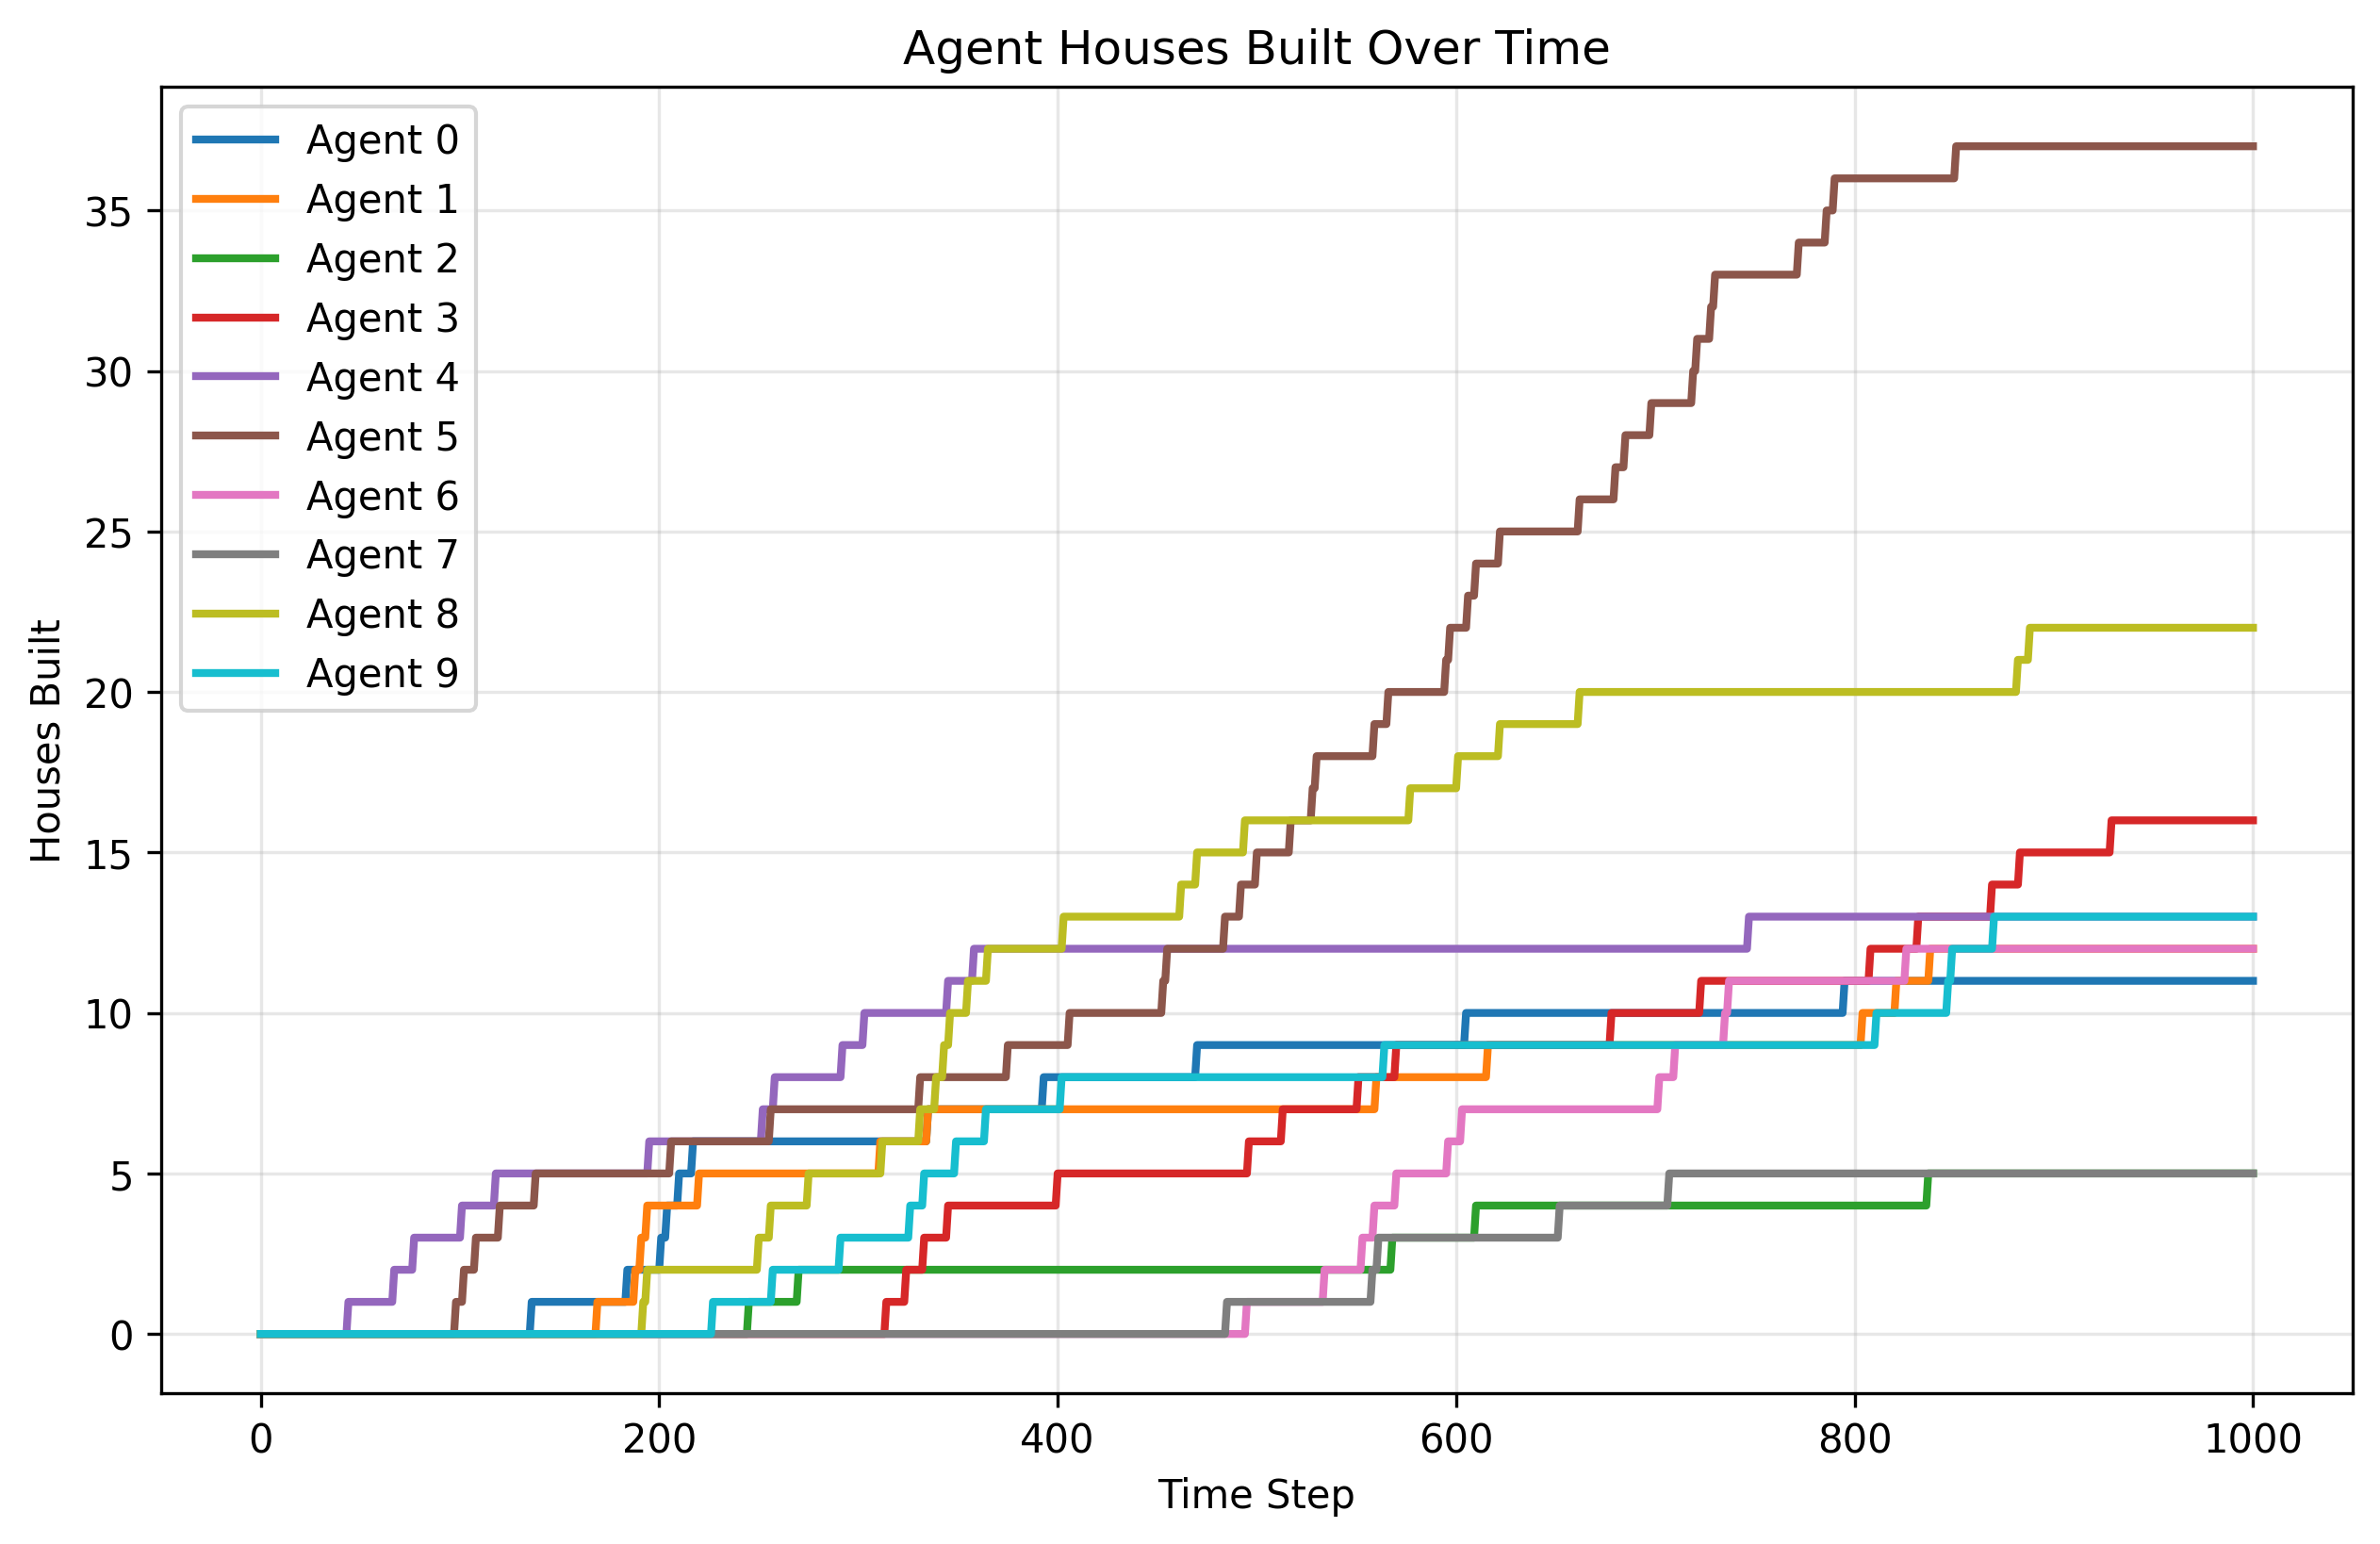 Agent Houses Built Over Time
Agent 0
Agent 1
Agent 2
Agent 3
Agent 4
Agent 5
Agent 6
Agent 7
Agent 8
Agent 9
Houses Built
35
30
25
20
15
10
5
0
0 200 400 600 800 1000
Time Step